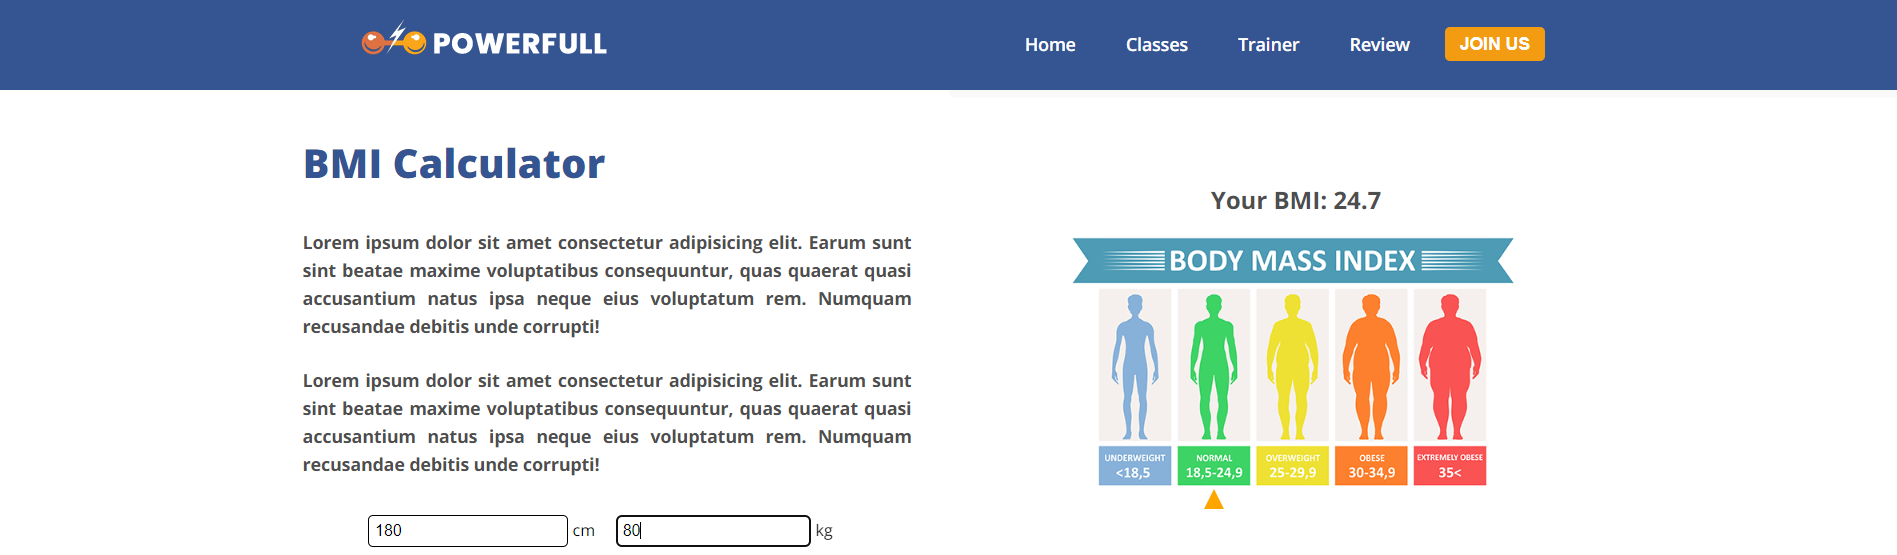 POWERFULL
Home Classes Trainer Review JOIN US
BMI Calculator
Lorem ipsum dolor sit amet consectetur adipisicing elit. Earum sunt
sint beatae maxime voluptatibus consequuntur, quas quaerat quasi
accusantium natus ipsa neque eius voluptatum rem. Numquam
recusandae debitis unde corrupti!
Lorem ipsum dolor sit amet consectetur adipisicing elit. Earum sunt
sint beatae maxime voluptatibus consequuntur, quas quaerat quasi
accusantium natus ipsa neque eius voluptatum rem. Numquam
recusandae debitis unde corrupti!
180 cm 80 kg
Your BMI: 24.7
BODY MASS INDEX
UNDERWEIGHT
<18,5
NORMAL
18,5-24,9
OVERWEIGHT
25-29,9
OBESE
30-34,9
EXTREMELY OBESE
35<